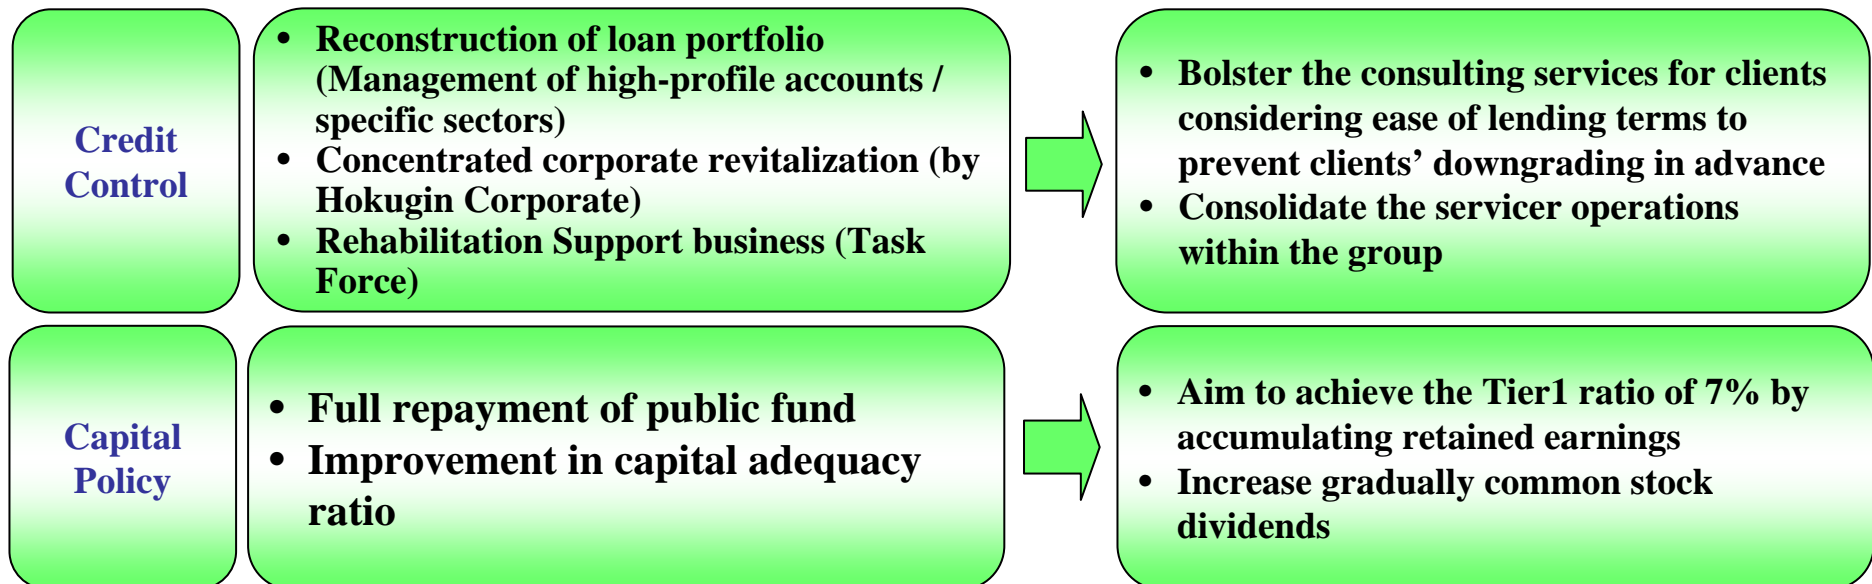 Credit
Control
• Reconstruction of loan portfolio
(Management of high-profile accounts /
specific sectors)
• Concentrated corporate revitalization (by
Hokugin Corporate)
• Rehabilitation Support business (Task
Force)
• Bolster the consulting services for clients
considering ease of lending terms to
prevent clients’ downgrading in advance
• Consolidate the servicer operations
within the group
Capital
Policy
• Full repayment of public fund
• Improvement in capital adequacy
ratio
• Aim to achieve the Tier1 ratio of 7% by
accumulating retained earnings
• Increase gradually common stock
dividends